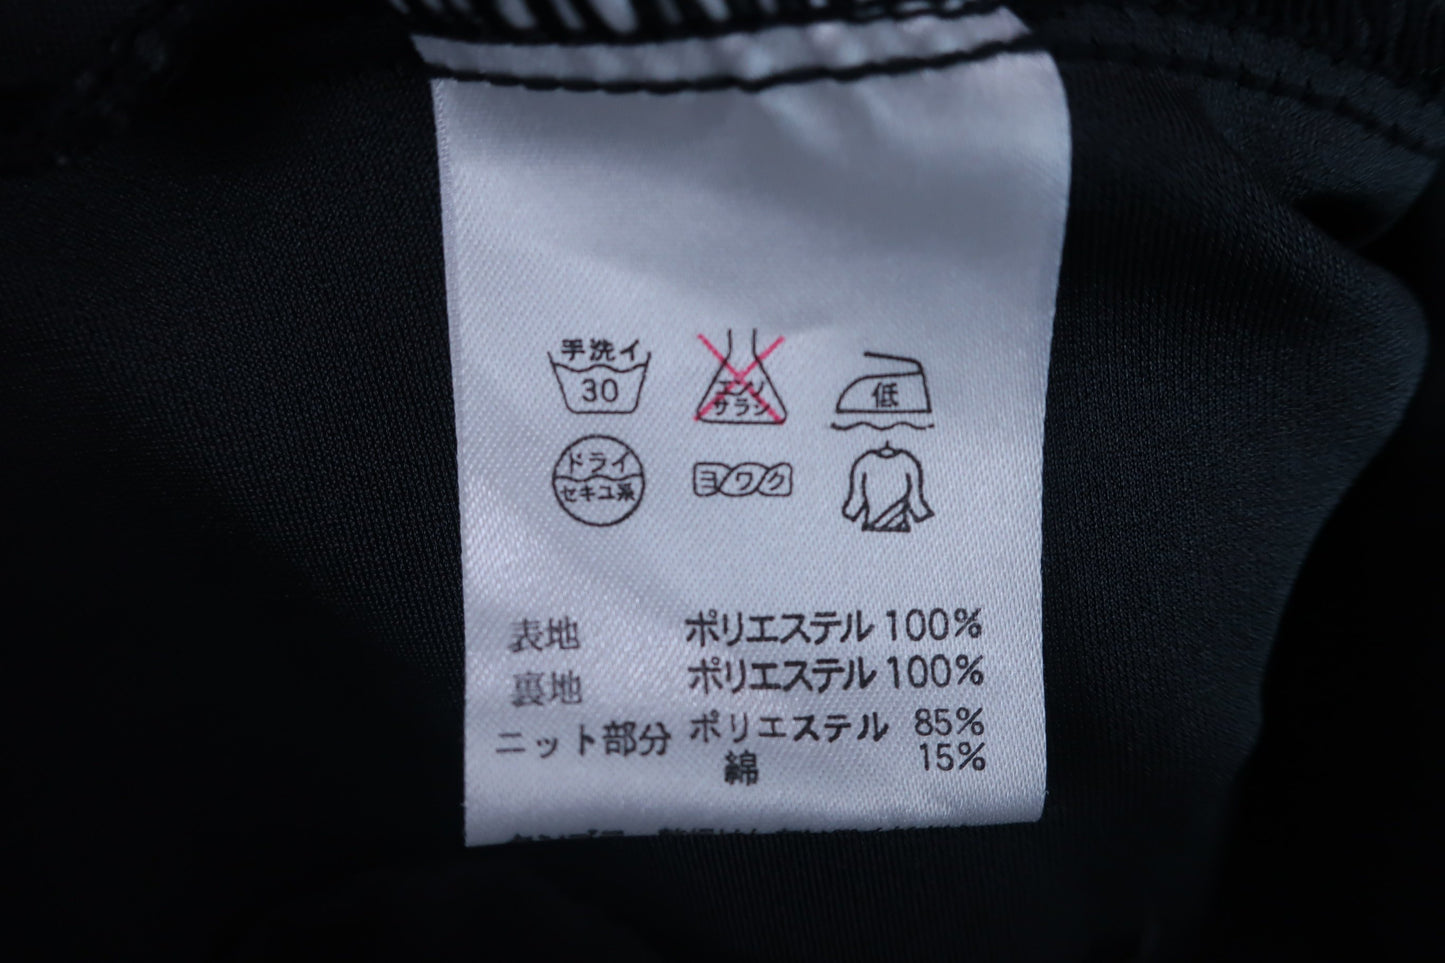 手洗イ
30
エンソ
サラシ
低
ドライ
セキユ系
ヨワク
表地 ポリエステル 100%
裏地 ポリエステル 100%
ニット部分 ポリエステル 85%
綿 15%